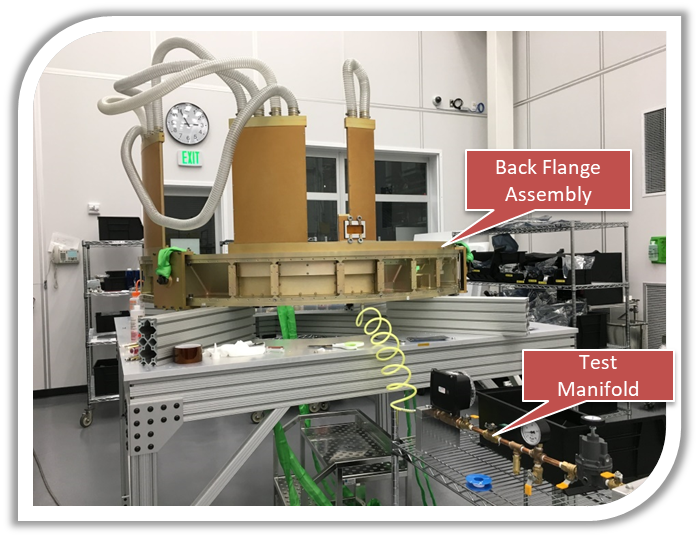 EXIT
Back Flange
Assembly
Test
Manifold